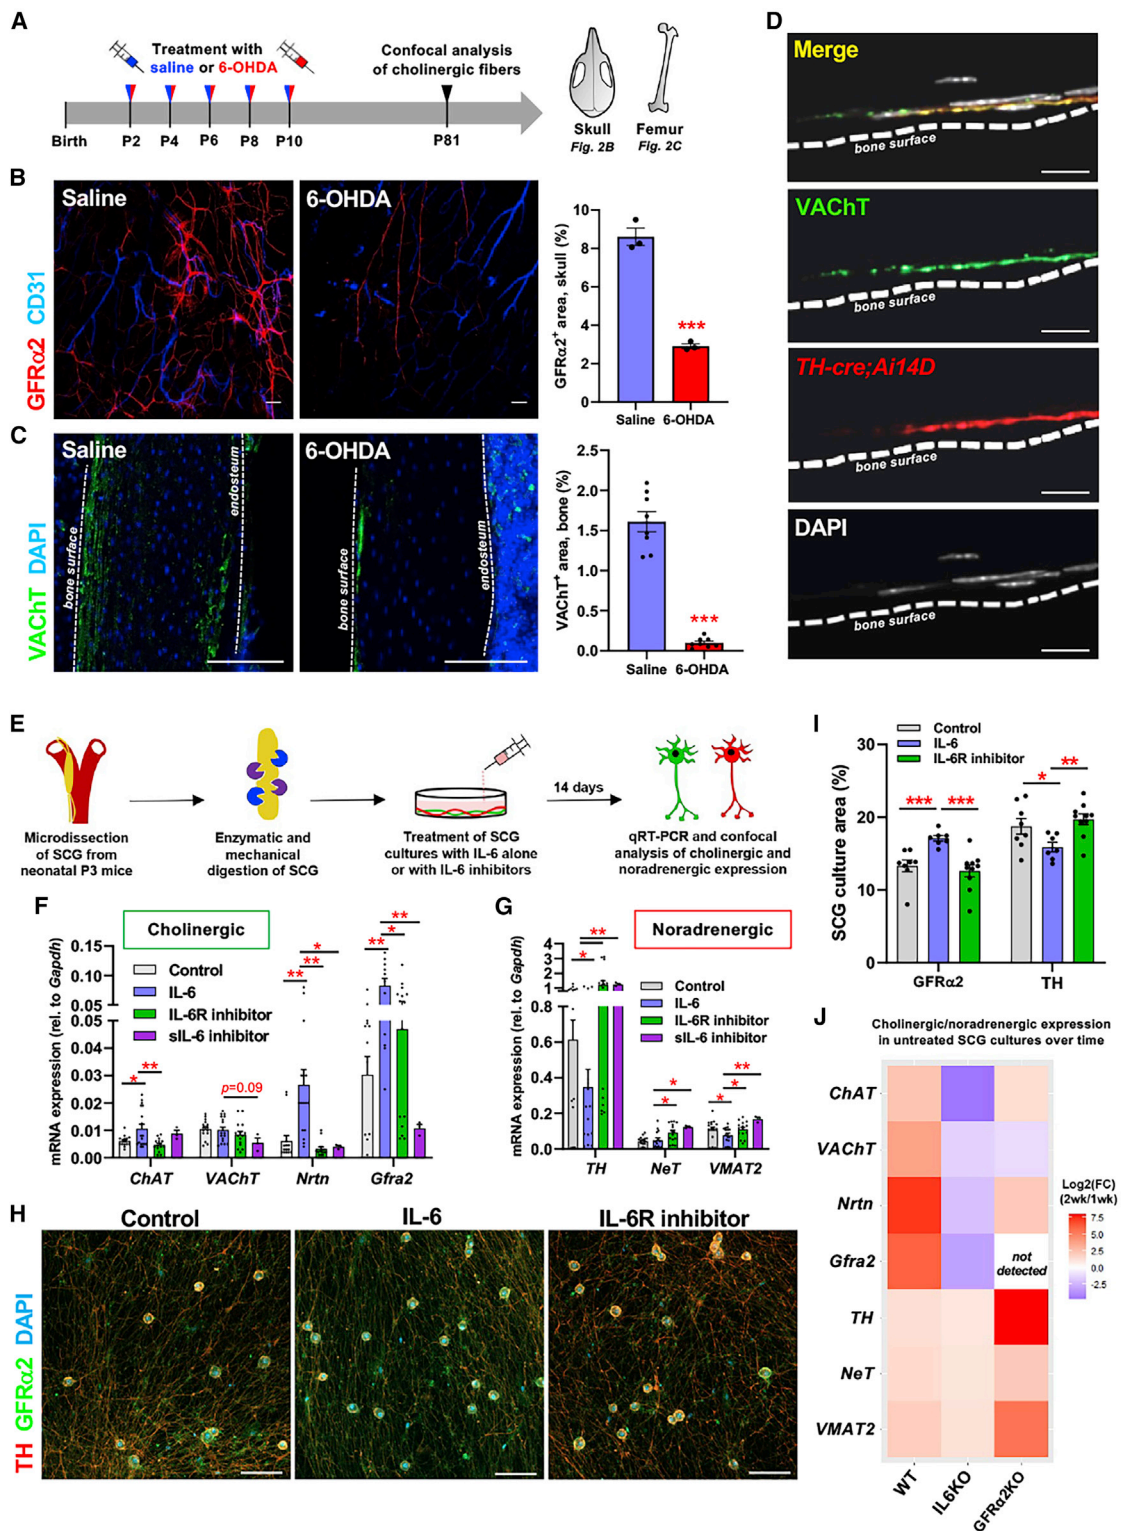 A
Treatment with
saline or 6-OHDA
Confocal analysis
of cholinergic fibers
Birth
P2
P4
P6
P8
P10
P81
Skull
Fig. 2B
Femur
Fig. 2C
B
Saline
6-OHDA
GFRα2 CD31
GFRα2+ area, skull (%)
10
8
6
4
2
0
***
Saline
6-OHDA
C
Saline
6-OHDA
VAChT DAPI
bone surface
endosteum
bone surface
endosteum
VAChT+ area, bone (%)
2.5
2.0
1.5
1.0
0.5
0.0
***
Saline
6-OHDA
D
Merge
bone surface
VAChT
bone surface
TH-cre;Ai14D
bone surface
DAPI
bone surface
E
Microdissection
of SCG from
neonatal P3 mice
Enzymatic and
mechanical
digestion of SCG
Treatment of SCG
cultures with IL-6 alone
or with IL-6 inhibitors
14 days
qRT-PCR and confocal
analysis of cholinergic and
noradrenergic expression
F
Cholinergic
Control
IL-6
IL-6R inhibitor
sIL-6 inhibitor
mRNA expression (rel. to Gapdh)
0.15
0.10
0.05
0.05
0.04
0.03
0.02
0.01
0.00
*
**
p=0.09
**
**
*
**
*
**
ChAT
VAChT
Nrtn
Gfra2
G
Noradrenergic
Control
IL-6
IL-6R inhibitor
sIL-6 inhibitor
mRNA expression (rel. to Gapdh)
4
3
2
1
0.8
0.6
0.4
0.2
0.0
*
**
*
*
*
*
**
TH
NeT
VMAT2
H
Control
IL-6
IL-6R inhibitor
TH GFRα2 DAPI
I
Control
IL-6
IL-6R inhibitor
SCG culture area (%)
30
20
10
0
***
***
*
**
GFRα2
TH
J
Cholinergic/noradrenergic expression
in untreated SCG cultures over time
ChAT
VAChT
Nrtn
Gfra2
TH
NeT
VMAT2
not
detected
WT
IL6KO
GFRα2KO
Log2(FC)
(2wk/1wk)
7.5
5.0
2.5
0.0
-2.5